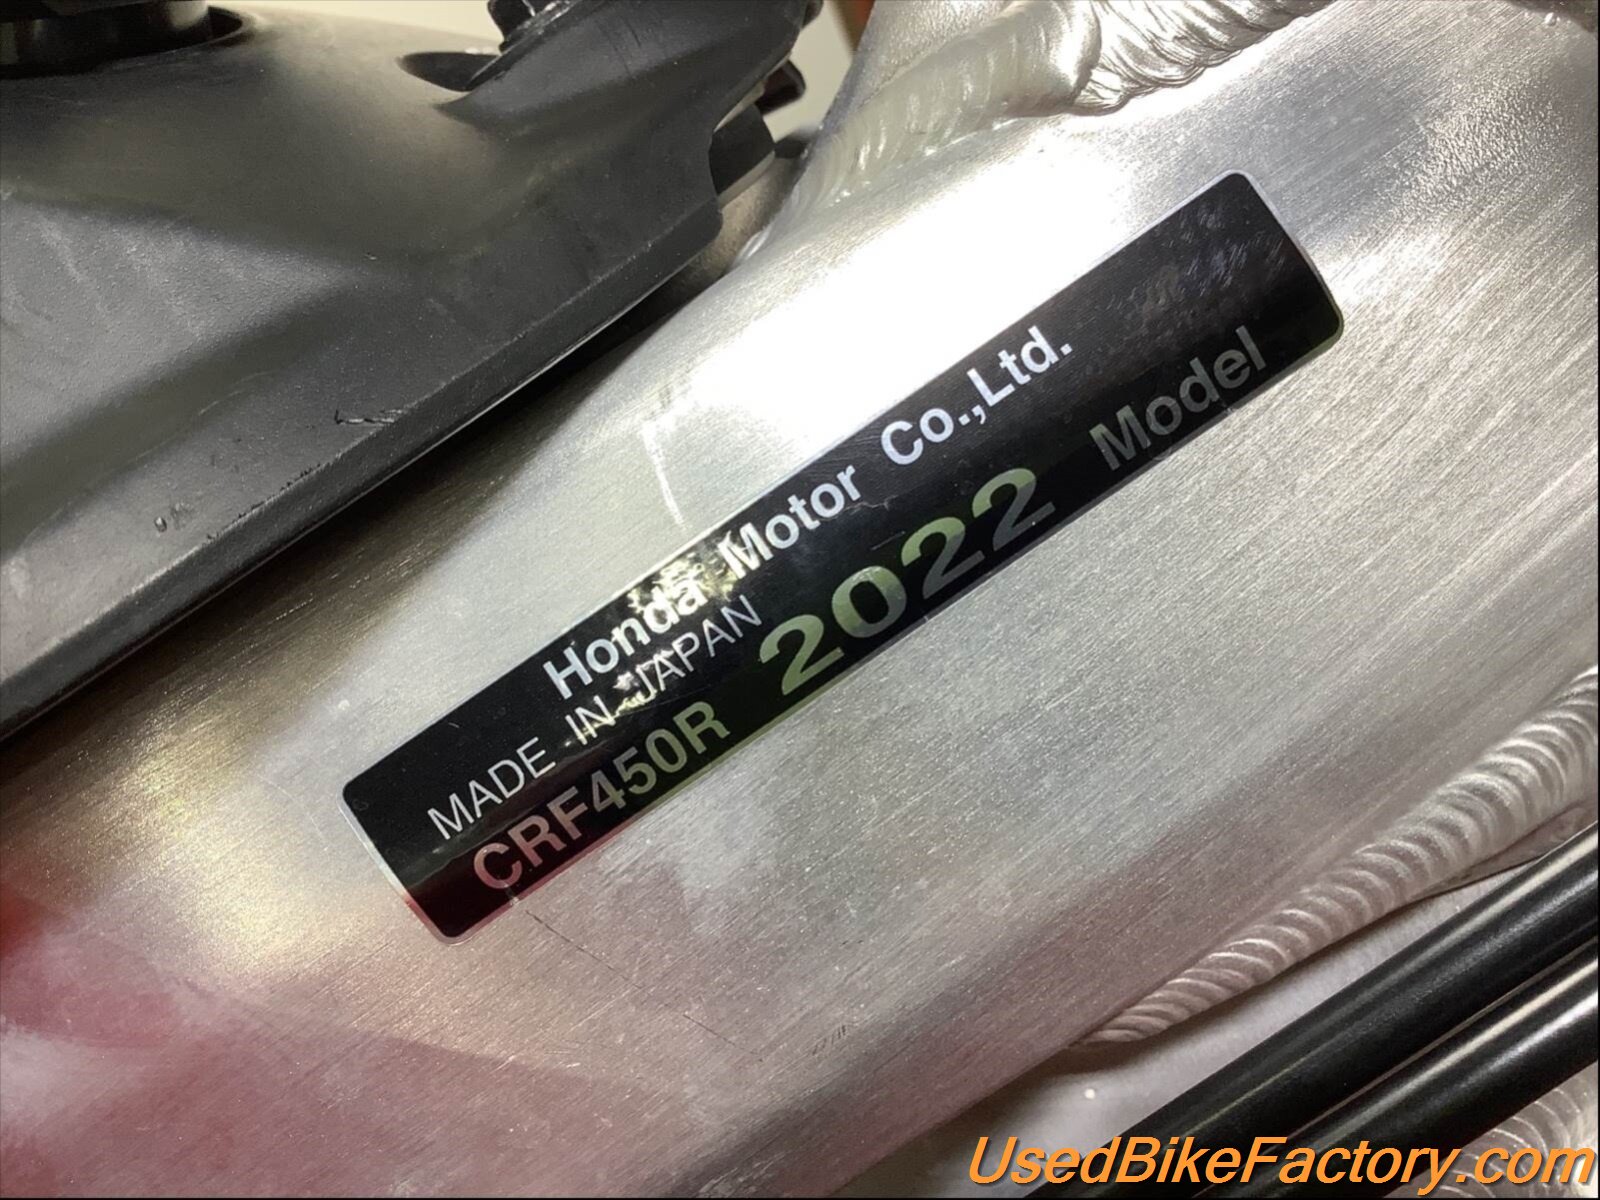 Honda Motor Co.,Ltd.
MADE IN JAPAN
CRF450R 2022 Model
UsedBikeFactory.com